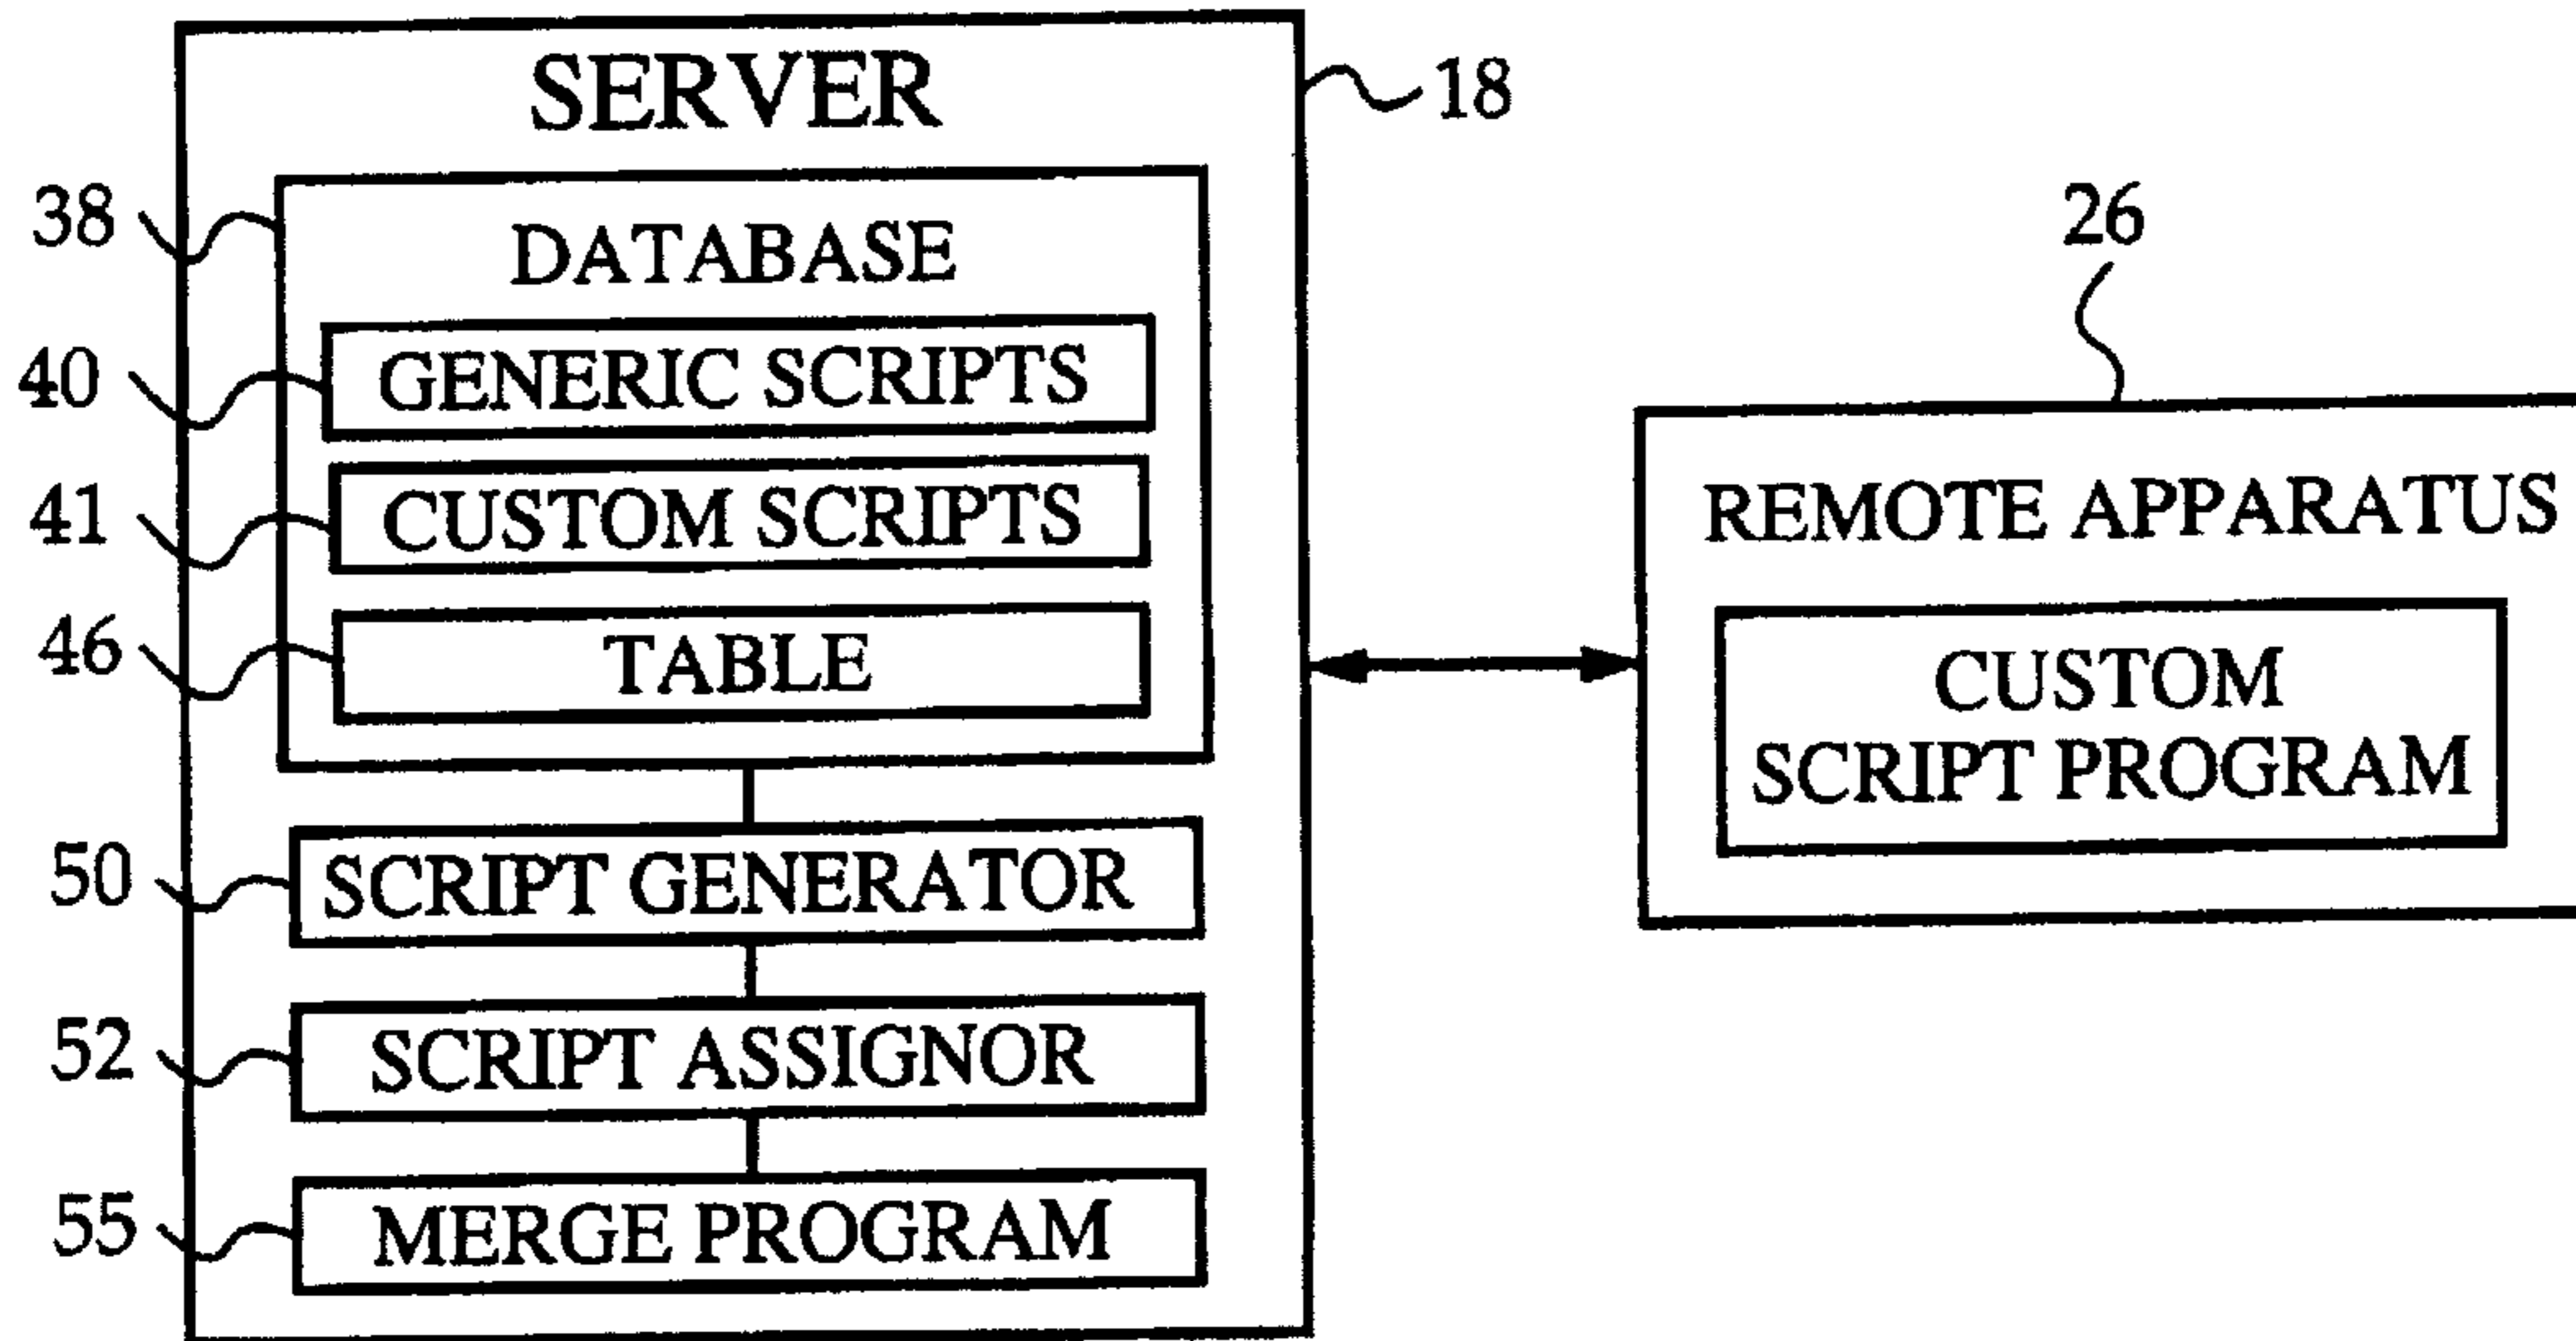 SERVER
18
38
DATABASE
40
GENERIC SCRIPTS
41
CUSTOM SCRIPTS
46
TABLE
50
SCRIPT GENERATOR
52
SCRIPT ASSIGNOR
55
MERGE PROGRAM
26
REMOTE APPARATUS
CUSTOM
SCRIPT PROGRAM